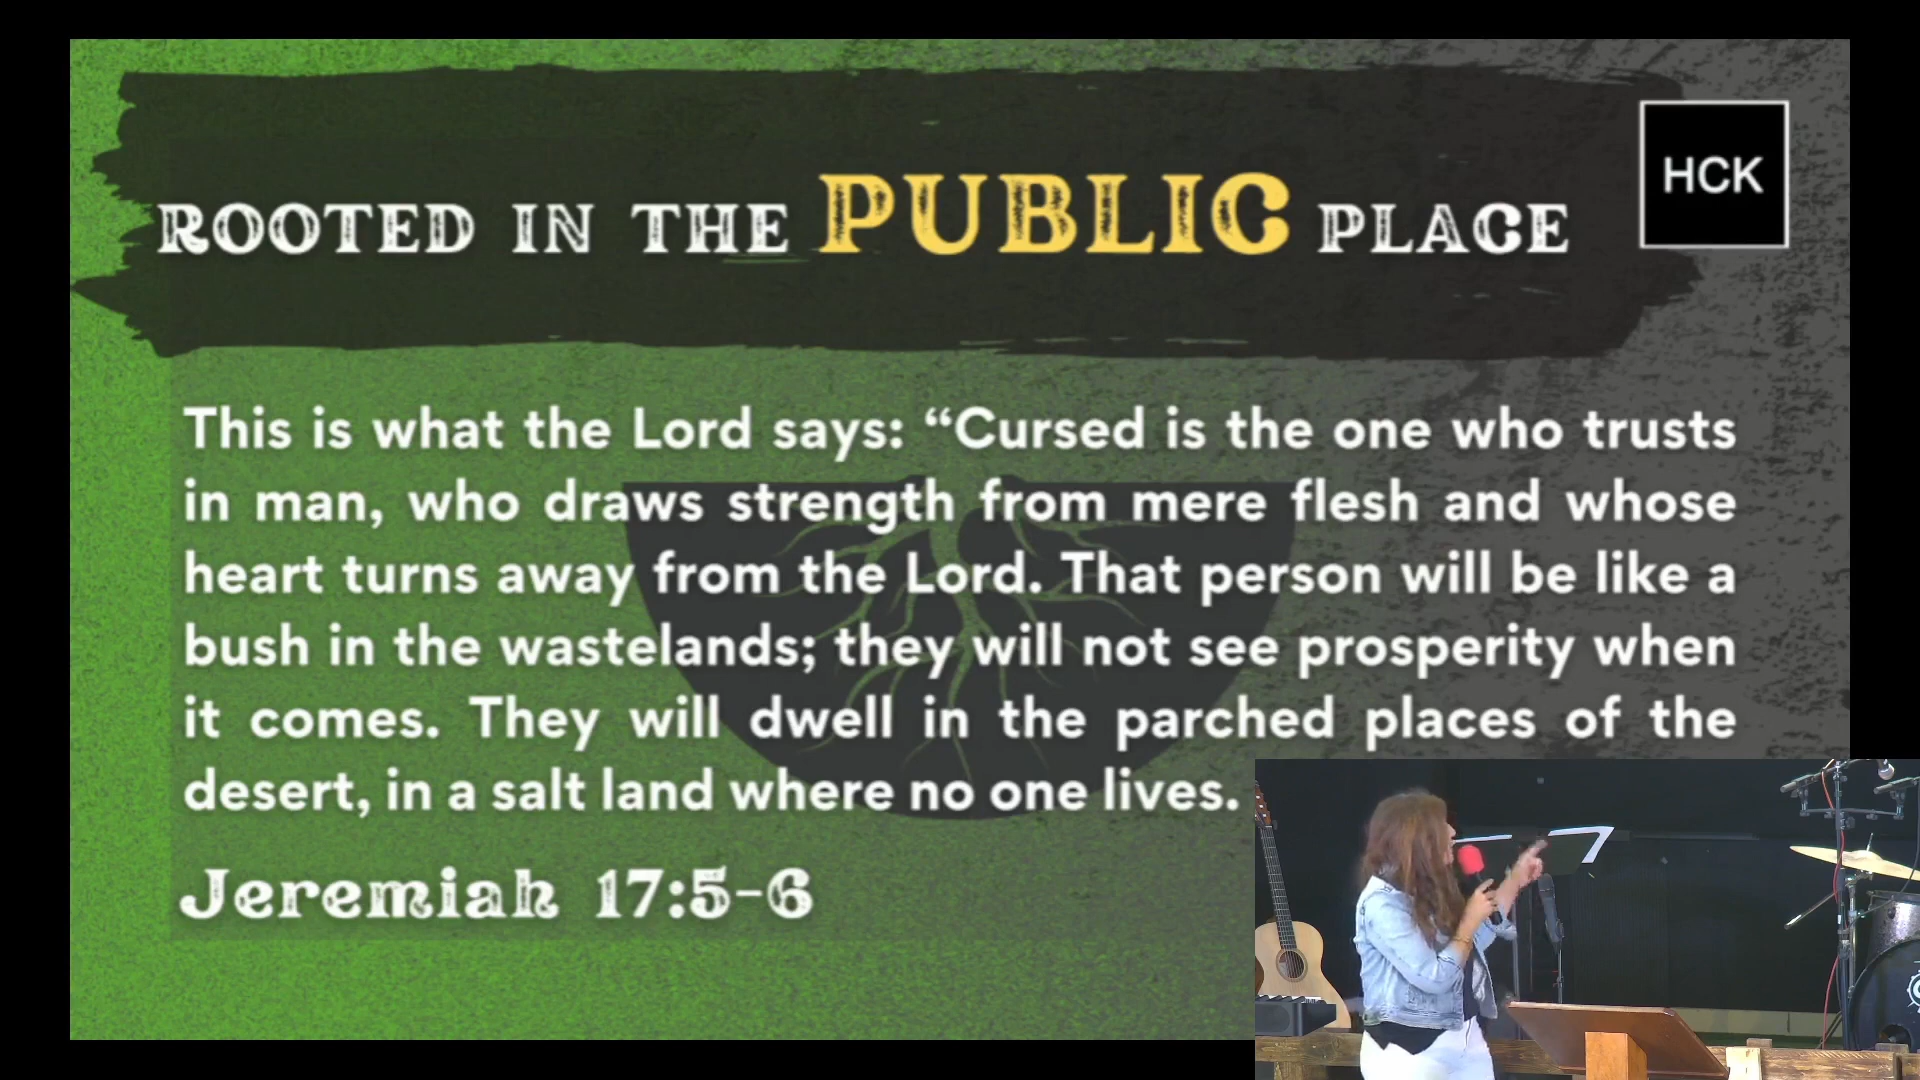 ROOTED IN THE PUBLIC PLACE
HCK
This is what the Lord says: “Cursed is the one who trusts
in man, who draws strength from mere flesh and whose
heart turns away from the Lord. That person will be like a
bush in the wastelands; they will not see prosperity when
it comes. They will dwell in the parched places of the
desert, in a salt land where no one lives.
Jeremiah 17:5-6